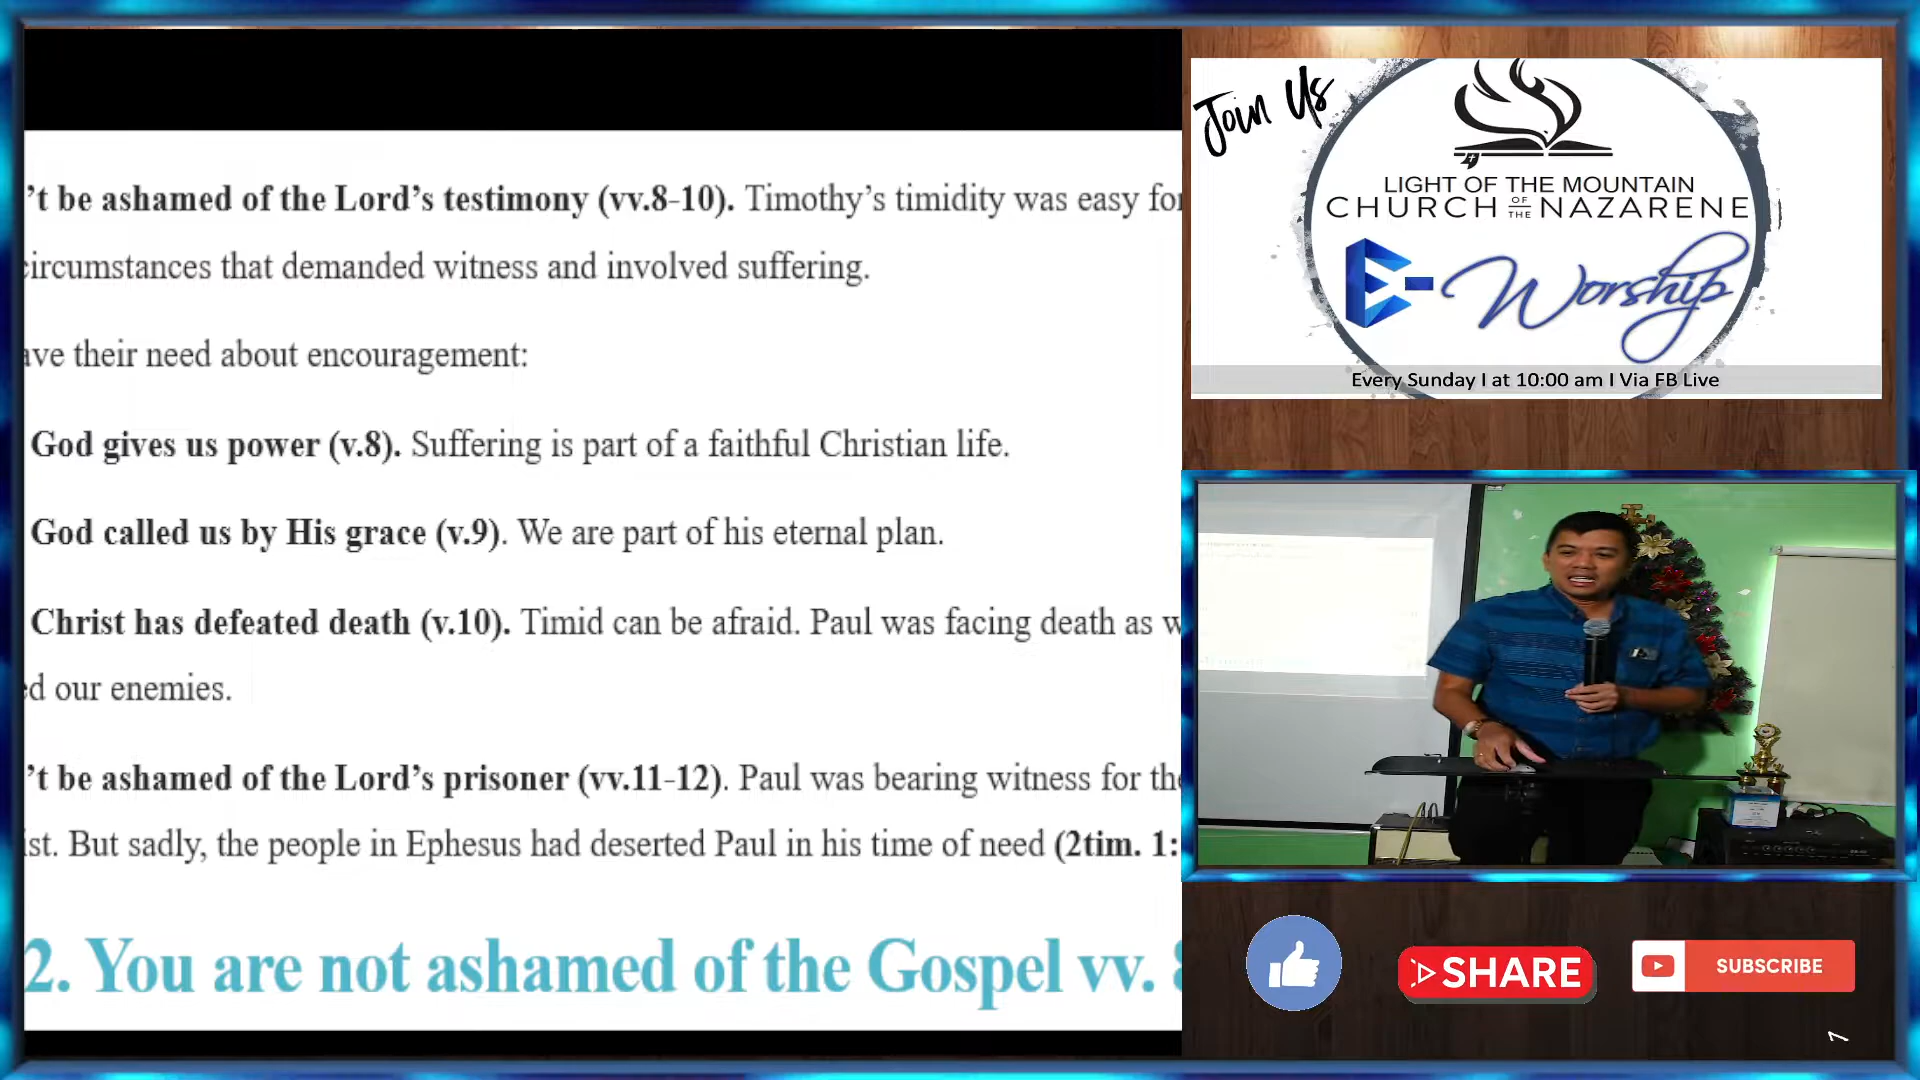 't be ashamed of the Lord's testimony (vv.8-10). Timothy's timidity was easy for
circumstances that demanded witness and involved suffering.
ave their need about encouragement:
God gives us power (v.8). Suffering is part of a faithful Christian life.
God called us by His grace (v.9). We are part of his eternal plan.
Christ has defeated death (v.10). Timid can be afraid. Paul was facing death as w
ed our enemies.
't be ashamed of the Lord's prisoner (vv.11-12). Paul was bearing witness for the
ist. But sadly, the people in Ephesus had deserted Paul in his time of need (2tim. 1:
2. You are not ashamed of the Gospel vv. 8
Join Us
LIGHT OF THE MOUNTAIN
CHURCH OF THE NAZARENE
E-Worship
Every Sunday I at 10:00 am I Via FB Live
SHARE
SUBSCRIBE